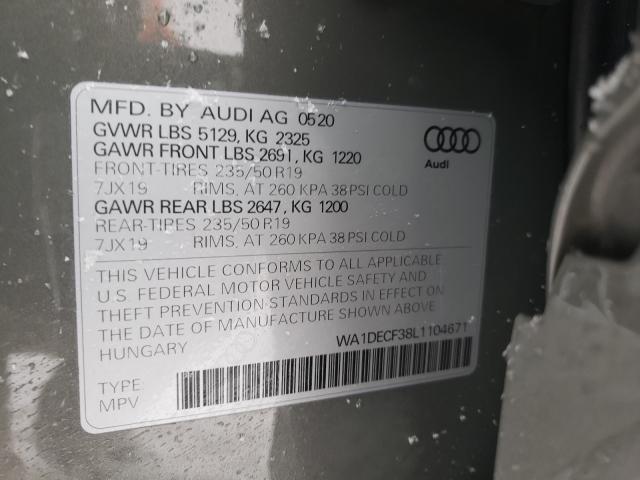 MFD. BY AUDI AG 0520
GVWR LBS 5129, KG 2325
GAWR FRONT LBS 2691, KG 1220
FRONT-TIRES 235/50 R19
7JX19 RIMS, AT 260 KPA 38 PSI COLD
GAWR REAR LBS 2647, KG 1200
REAR-TIPES 235/50 R19
7JX19 RIMS, AT 260 KPA 38 PSI COLD
Audi
THIS VEHICLE CONFORMS TO ALL APPLICABLE
U.S. FEDERAL MOTOR VEHICLE SAFETY AND
THEFT PREVENTION STANDARDS IN EFFECT ON
THE DATE OF MANUFACTURE SHOWN ABOVE
HUNGARY
WA1DECF38L1104671
TYPE
MPV